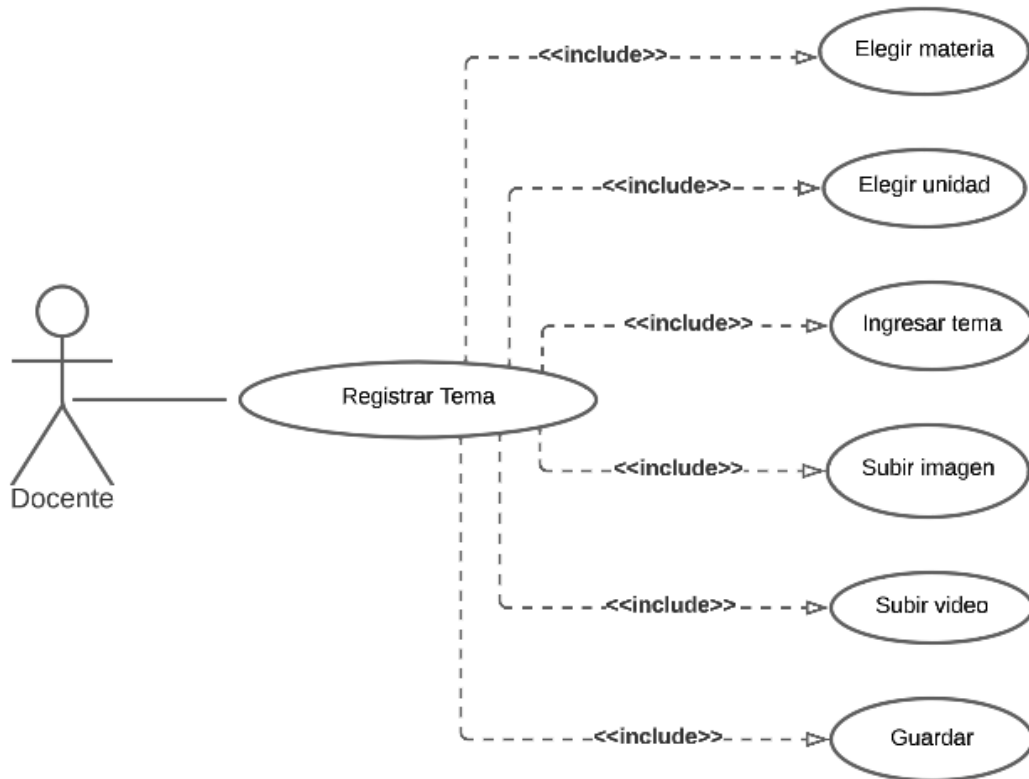 <<include>>
Elegir materia
<<include>>
Elegir unidad
<<include>>
Ingresar tema
Registrar Tema
<<include>>
Subir imagen
Docente
<<include>>
Subir video
<<include>>
Guardar